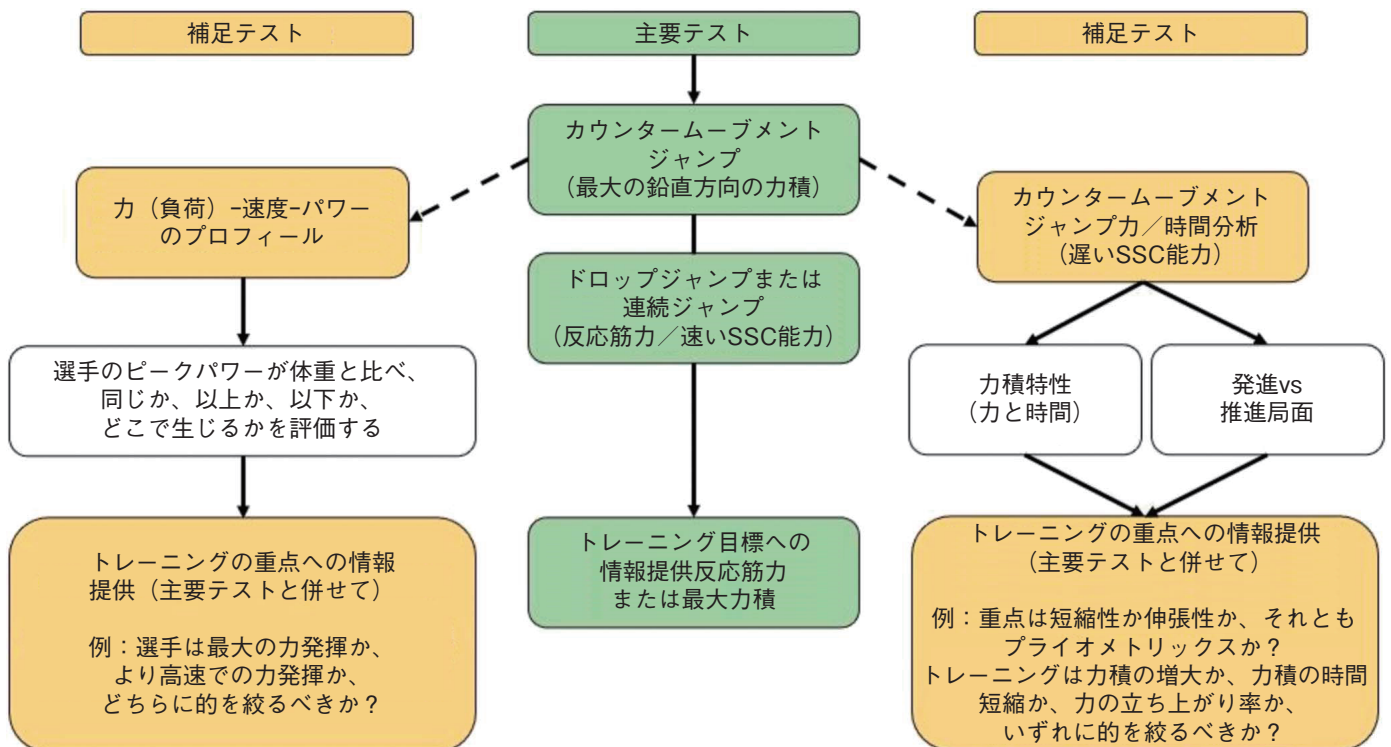 補足テスト
主要テスト
補足テスト
カウンタームーブメント
ジャンプ
（最大の鉛直方向の力積）
力（負荷）−速度−パワー
のプロフィール
カウンタームーブメント
ジャンプ力／時間分析
（遅いSSC能力）
ドロップジャンプまたは
連続ジャンプ
（反応筋力／速いSSC能力）
選手のピークパワーが体重と比べ、
同じか、以上か、以下か、
どこで生じるかを評価する
力積特性
（力と時間）
発進vs
推進局面
トレーニングの重点への情報
提供（主要テストと併せて）
例：選手は最大の力発揮か、
より高速での力発揮か、
どちらに的を絞るべきか？
トレーニング目標への
情報提供反応筋力
または最大力積
トレーニングの重点への情報提供
（主要テストと併せて）
例：重点は短縮性か伸張性か、それとも
プライオメトリックスか？
トレーニングは力積の増大か、力積の時間
短縮か、力の立ち上がり率か、
いずれに的を絞るべきか？